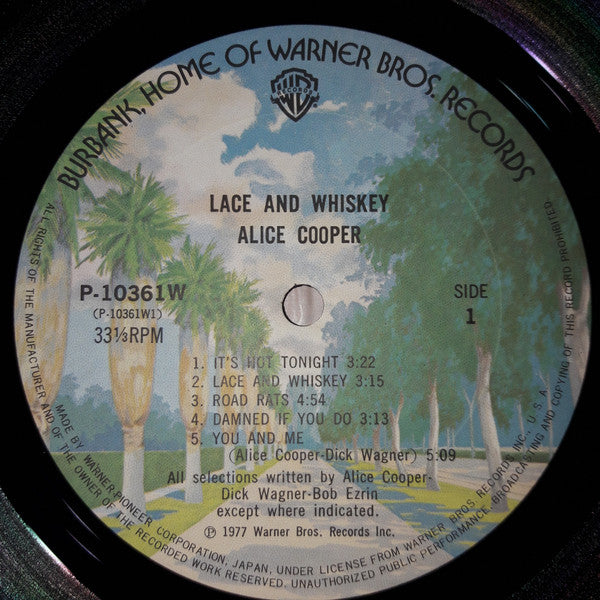 BURBANK, HOME OF WARNER BROS. RECORDS
RECORDS
LACE AND WHISKEY
ALICE COOPER
P-10361W
(P-10361W1)
33⅓RPM
SIDE
1
1. IT'S HOT TONIGHT 3:22
2. LACE AND WHISKEY 3:15
3. ROAD RATS 4:54
4. DAMNED IF YOU DO 3:13
5. YOU AND ME
(Alice Cooper-Dick Wagner) 5:09
All selections written by Alice Cooper-
Dick Wagner-Bob Ezrin
except where indicated.
℗ 1977 Warner Bros. Records Inc.
MADE BY WARNER-PIONEER CORPORATION, JAPAN, UNDER LICENSE FROM WARNER BROS. RECORDS INC., U.S.A.
ALL RIGHTS OF THE MANUFACTURER AND OF THE OWNER OF THE RECORDED WORK RESERVED. UNAUTHORIZED PUBLIC PERFORMANCE, BROADCASTING AND COPYING OF THIS RECORD PROHIBITED.